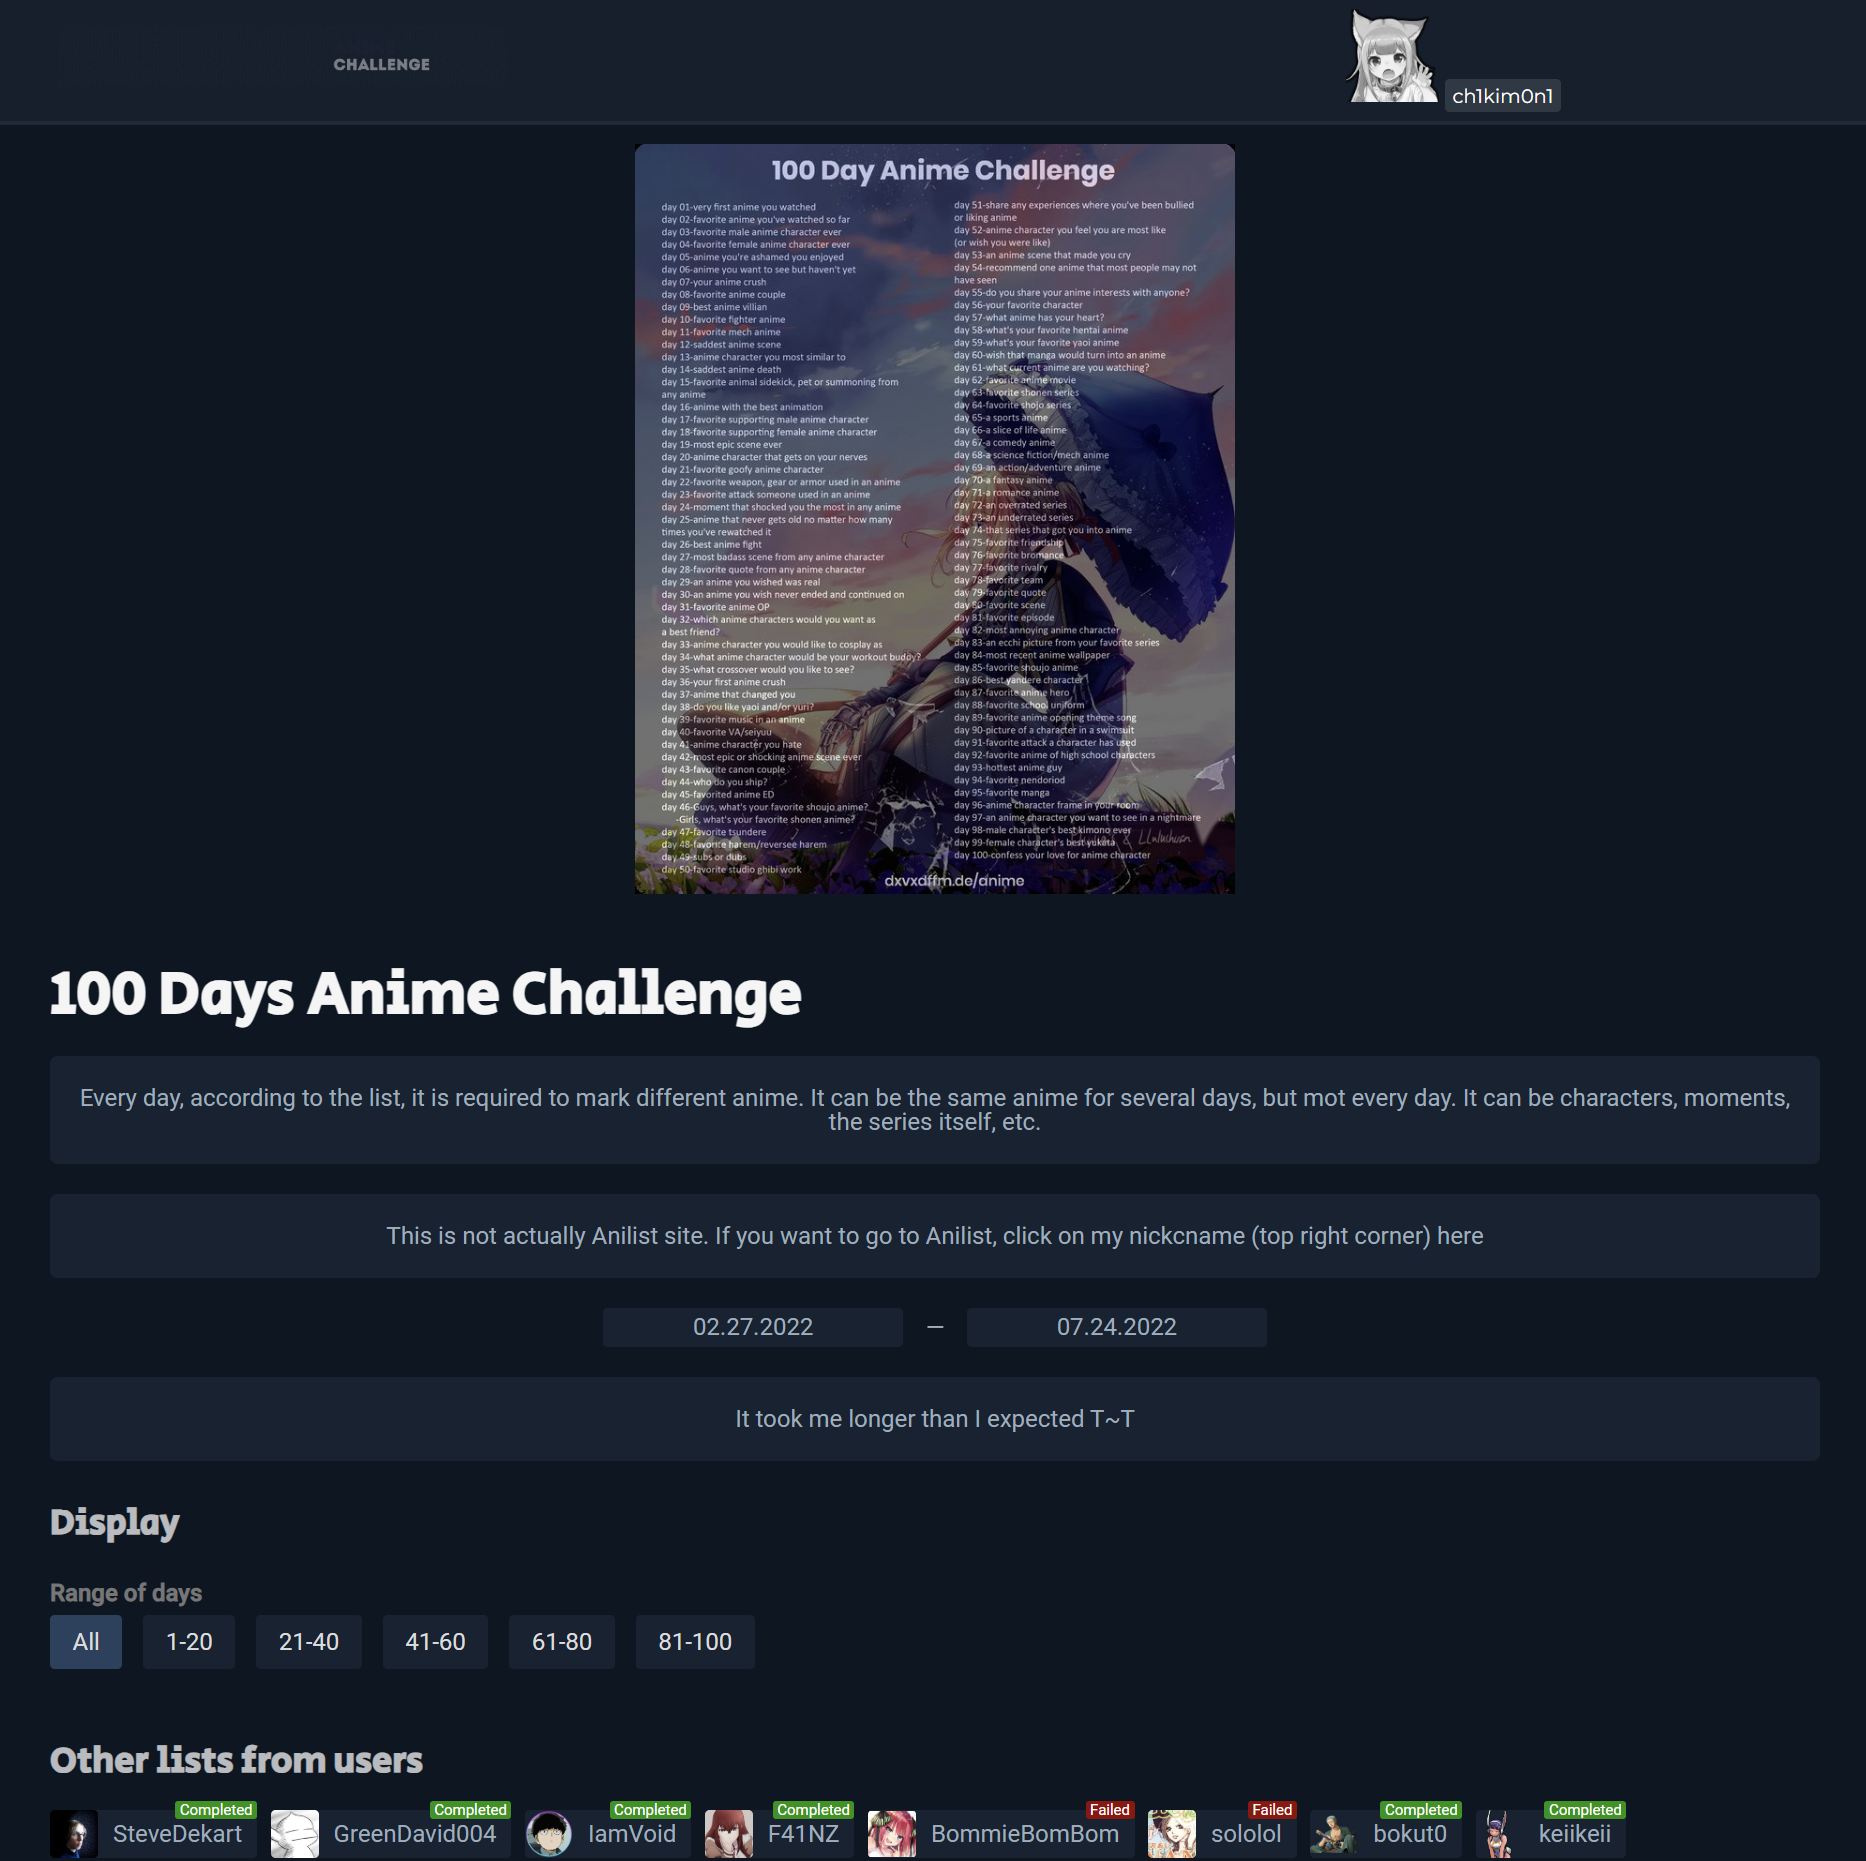 CHALLENGE
ch1kim0n1
100 Day Anime Challenge
day 01-very first anime you watched
day 02-favorite anime you've watched so far
day 03-favorite male anime character ever
day 04-favorite female anime character ever
day 05-anime you're ashamed you enjoyed
day 06-anime you want to see but haven't yet
day 07-your anime crush
day 08-favorite anime couple
day 09-best anime villian
day 10-favorite fighter anime
day 11-favorite mech anime
day 12-saddest anime scene
day 13-anime character you most similar to
day 14-saddest anime death
day 15-favorite animal sidekick, pet or summoning from
any anime
day 16-anime with the best animation
day 17-favorite supporting male anime character
day 18-favorite supporting female anime character
day 19-most epic scene ever
day 20-anime character that gets on your nerves
day 21-favorite goofy anime character
day 22-favorite weapon, gear or armor used in an anime
day 23-favorite attack someone used in an anime
day 24-moment that shocked you the most in any anime
day 25-anime that never gets old no matter how many
times you've rewatched it
day 26-best anime fight
day 27-most badass scene from any anime character
day 28-favorite quote from any anime character
day 29-an anime you wished was real
day 30-an anime you wish never ended and continued on
day 31-favorite anime OP
day 32-which anime characters would you want as
a best friend?
day 33-anime character you would like to cosplay as
day 34-what anime character would be your workout buddy?
day 35-what crossover would you like to see?
day 36-your first anime crush
day 37-anime that changed you
day 38-do you like yaoi and/or yuri?
day 39-favorite music in an anime
day 40-favorite VA/seiyuu
day 41-anime character you hate
day 42-most epic or shocking anime scene ever
day 43-favorite canon couple
day 44-who do you ship?
day 45-favorited anime ED
day 46-Guys, what's your favorite shoujo anime?
-Girls, what's your favorite shonen anime?
day 47-favorite tsundere
day 48-favorite harem/reversee harem
day 49-subs or dubs
day 50-favorite studio ghibi work
day 51-share any experiences where you've been bullied
or liking anime
day 52-anime character you feel you are most like
(or wish you were like)
day 53-an anime scene that made you cry
day 54-recommend one anime that most people may not
have seen
day 55-do you share your anime interests with anyone?
day 56-your favorite character
day 57-what anime has your heart?
day 58-what's your favorite hentai anime
day 59-what's your favorite yaoi anime
day 60-wish that manga would turn into an anime
day 61-what current anime are you watching?
day 62-favorite anime movie
day 63-favorite shonen series
day 64-favorite shojo series
day 65-a sports anime
day 66-a slice of life anime
day 67-a comedy anime
day 68-a science fiction/mech anime
day 69-an action/adventure anime
day 70-a fantasy anime
day 71-a romance anime
day 72-an overrated series
day 73-an underrated series
day 74-that series that got you into anime
day 75-favorite friendship
day 76-favorite bromance
day 77-favorite rivalry
day 78-favorite team
day 79-favorite quote
day 80-favorite scene
day 81-favorite episode
day 82-most annoying anime character
day 83-an ecchi picture from your favorite series
day 84-most recent anime wallpaper
day 85-favorite shoujo anime
day 86-best yandere character
day 87-favorite anime hero
day 88-favorite school uniform
day 89-favorite anime opening theme song
day 90-picture of a character in a swimsuit
day 91-favorite attack a character has used
day 92-favorite anime of high school characters
day 93-hottest anime guy
day 94-favorite nendoriod
day 95-favorite manga
day 96-anime character frame in your room
day 97-an anime character you want to see in a nightmare
day 98-male character's best kimono ever
day 99-female character's best yukata
day 100-confess your love for anime character
dxvxdffm.de/anime
100 Days Anime Challenge
Every day, according to the list, it is required to mark different anime. It can be the same anime for several days, but mot every day. It can be characters, moments,
the series itself, etc.
This is not actually Anilist site. If you want to go to Anilist, click on my nickcname (top right corner) here
02.27.2022 — 07.24.2022
It took me longer than I expected T~T
Display
Range of days
All 1-20 21-40 41-60 61-80 81-100
Other lists from users
Completed Completed Completed Completed Failed Failed Completed Completed
SteveDekart GreenDavid004 IamVoid F41NZ BommieBomBom sololol bokut0 keiikeii